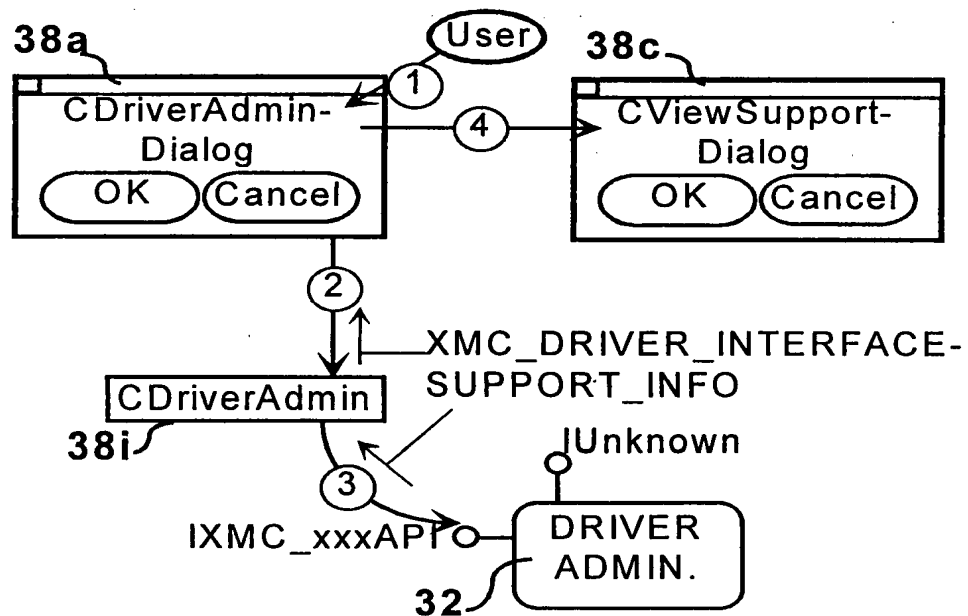 User
38a
38c
1
CDriverAdmin-
Dialog
OK Cancel
4
CViewSupport-
Dialog
OK Cancel
2
XMC_DRIVER_INTERFACE-
SUPPORT_INFO
CDriverAdmin
38i
IUnknown
3
IXMC_xxxAPI
DRIVER
ADMIN.
32